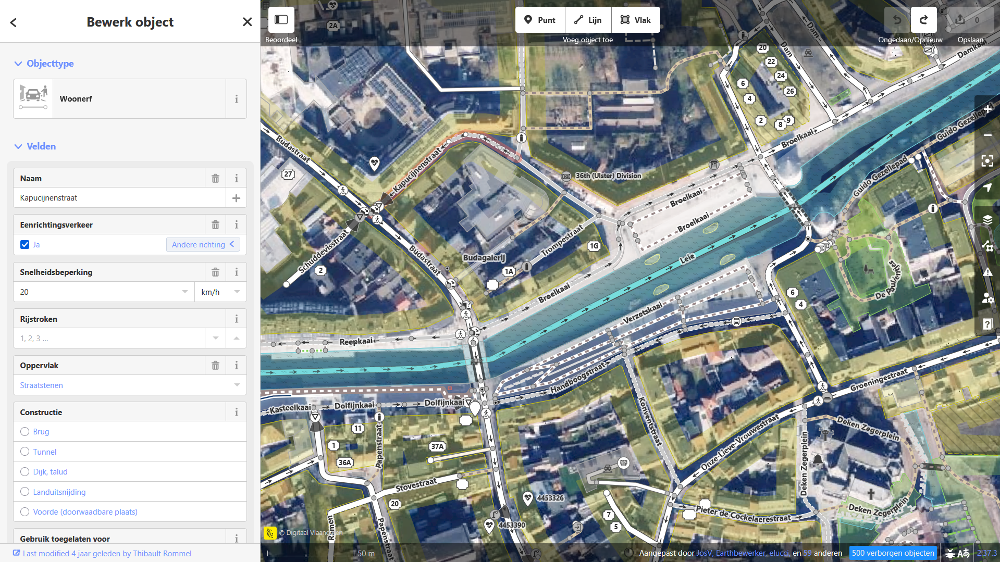 Bewerk object
Objecttype
Woonerf
Velden
Naam
Kapucijnenstraat
Eenrichtingsverkeer
Ja
Andere richting <
Snelheidsbeperking
20
km/h
Rijstroken
1, 2, 3 ...
Oppervlak
Straatstenen
Constructie
Brug
Tunnel
Dijk, talud
Landuitsnijding
Voorde (doorwaadbare plaats)
Gebruik toegelaten voor
Last modified 4 jaar geleden by Thibault Rommel
Beoordeel
Punt
Lijn
Vlak
Voeg object toe
Ongedaan/Opnieuw
0
Opslaan
2A
20
22
24
26
6
4
2
8
9
Dam
Dam
Damkaai
Budastraat
27
Kapucijnenstraat
36th (Ulster) Division
Broelkaai
Broelkaai
Broelkaai
Guido Gezellepad
Guido Gezellepad
Schuddevisstraat
2
Budastraat
Budagalerij
1A
Trompestraat
1G
Leie
De Pauvers
Broelkaai
Verzetskaai
6
4
Reepkaai
Handboogstraat
Groeningestraat
Kasteelkaai
Dolfijnkaai
Dolfijnkaai
11
Papenstraat
37A
1
36A
Konventstraat
Onze-Lieve-Vrouwestraat
Deken Zegerplein
Deken Zegerplein
Deken Zegerplein
Stovestraat
20
Ramen
Papenstraat
4453326
4453390
7
5
Pieter de Cockelaerestraat
© Digitaal Vlaanderen
50 m
Aangepast door JosV, Earthbewerker, elucci, en 59 anderen
500 verborgen objecten
2.37.3